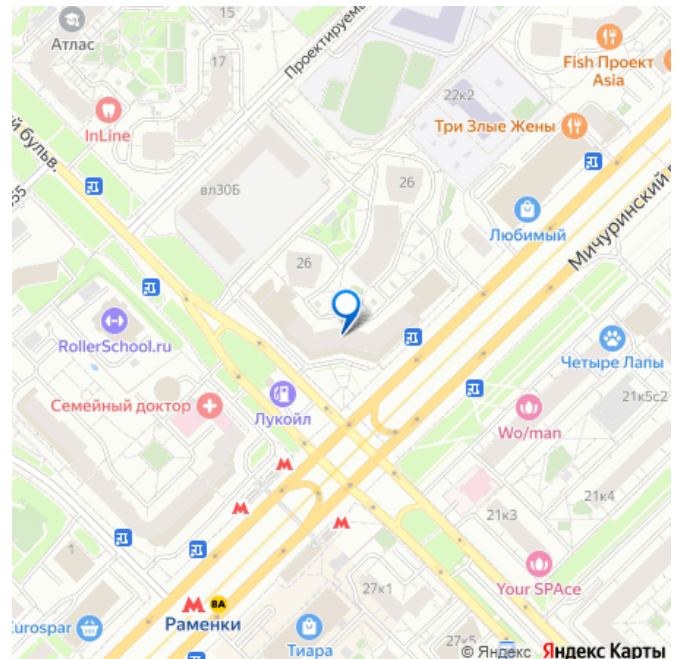 15
Атлас
17
Проектируемы
Fish Проект
Asia
InLine
22к2
Три Злые Жены
ий бульв.
55
вл30Б
26
Любимый
Мичуринский п
26
RollerSchool.ru
Четыре Лапы
Семейный доктор
Лукойл
21к5с2
Wo/man
21к4
21к3
1
Your SPAce
27к1
8А
Раменки
Eurospar
Тиара
27к5
© Яндекс Яндекс Карты